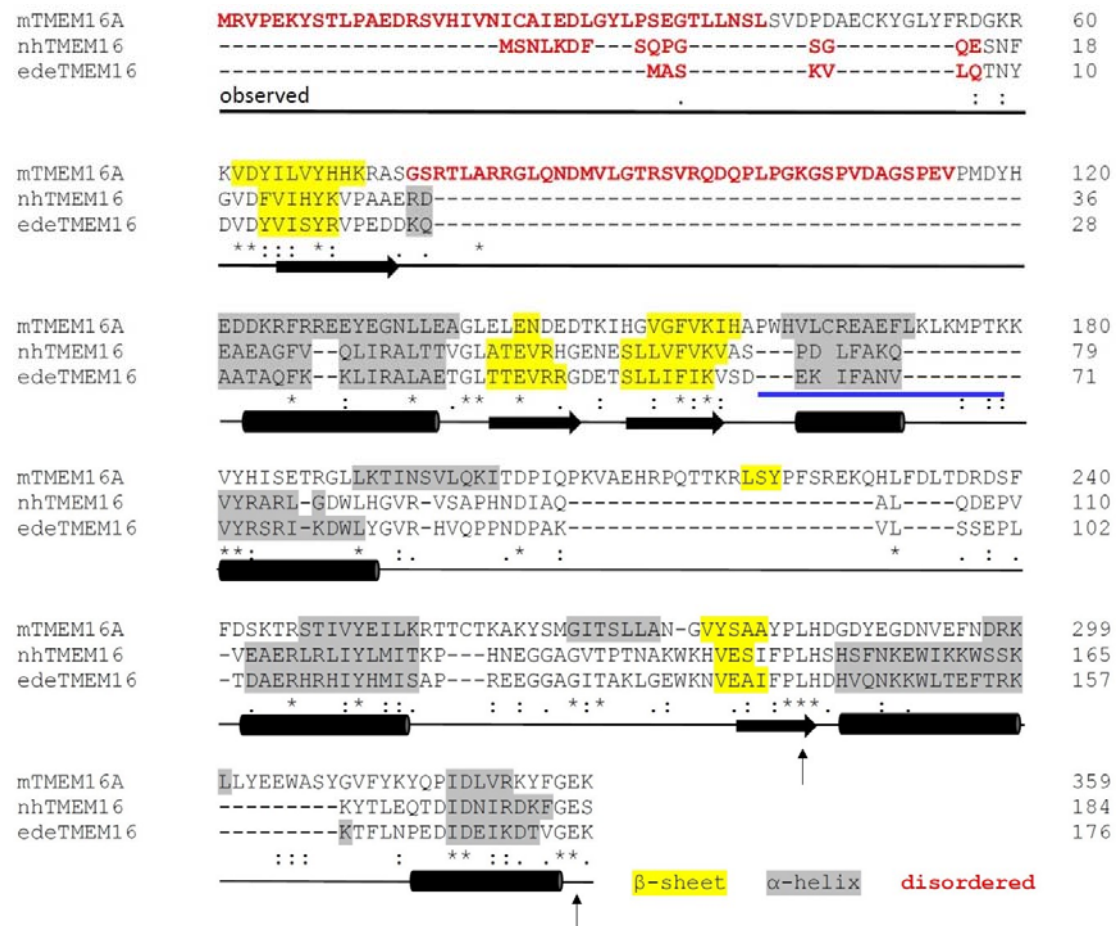 mTMEM16A MRVPEKYSTLPAEDRSVHIVNICAIEDLGYLPSEGTLLNSLSVDPDAECKYGLYFRDGKR 60
nhTMEM16 ---------------------MSNLKDF---SQPG---------SG---------QESNF 18
edeTMEM16 --------------------------------MAS---------KV---------LQTNY 10
observed . : :
mTMEM16A KVDYILVYHHKRASGSRTLARRGLQNDMVLGTRSVRQDQPLPGKGSPVDAGSPEVPMDYH 120
nhTMEM16 GVDFVIHYKVPAAERD-------------------------------------------- 36
edeTMEM16 DVDYVISYRVPEDDKQ-------------------------------------------- 28
**::: *: . . *
mTMEM16A EDDKRFRREEYEGNLLEAGLELENDEDTKIHGVGFVKIHAPWHVLCREAEFLKLKMPTKK 180
nhTMEM16 EAEAGFV--QLIRALTTVGLATEVRHGENESLLVFVKVAS---PD LFAKQ--------- 79
edeTMEM16 AATAQFK--KLIRALAETGLTTEVRRGDETSLLIFIKVSD---EK IFANV--------- 71
* : * .** * . : : : *:*: : ::
mTMEM16A VYHISETRGLLKTINSVLQKITDPIQPKVAEHRPQTTKRLSYPFSREKQHLFDLTDRDSF 240
nhTMEM16 VYRARL-GDWLHGVR-VSAPHNDIAQ-----------------------AL----QDEPV 110
edeTMEM16 VYRSRI-KDWLYGVR-HVQPPNDPAK-----------------------VL----SSEPL 102
**: * :. .* : * . : .
mTMEM16A FDSKTRSTIVYEILKRTTCTKAKYSMGITSLLAN-GVYSAAYPLHDGDYEGDNVEFNDRK 299
nhTMEM16 -VEAERLRLIYLMITKP---HNEGGAGVTPTNAKWKHVESIFPLHSHSFNKEWIKKWSSK 165
edeTMEM16 -TDAERHRIYHMISAP---REEGGAGITAKLGEWKNVEAIFPLHDHVQNKKWLTEFTRK 157
. * :* :: : . : *:* .: : : :***. : .
mTMEM16A LLYEEWASYGVFYKYQPIDLVRKYFGEK 359
nhTMEM16 ---------KYTLEQTDIDNIRDKFGES 184
edeTMEM16 ---------KTFLNPEDIDEIKDTVGEK 176
::: : ** ::. .**.
β-sheet α-helix disordered